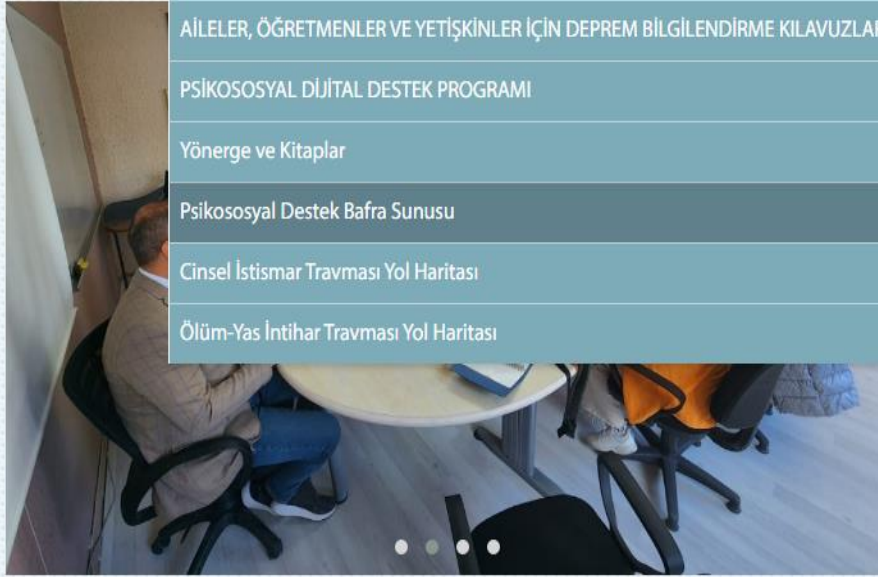 AİLELER, ÖĞRETMENLER VE YETİŞKİNLER İÇİN DEPREM BİLGİLENDİRME
PSİKOSOSYAL DİJİTAL DESTEK PROGRAMI
Yönerge ve Kitaplar
Psikososyal Destek Bafra Sunusu
Cinsel İstismar Travması Yol Haritası
Ölüm-Yas İntihar Travması Yol Haritası